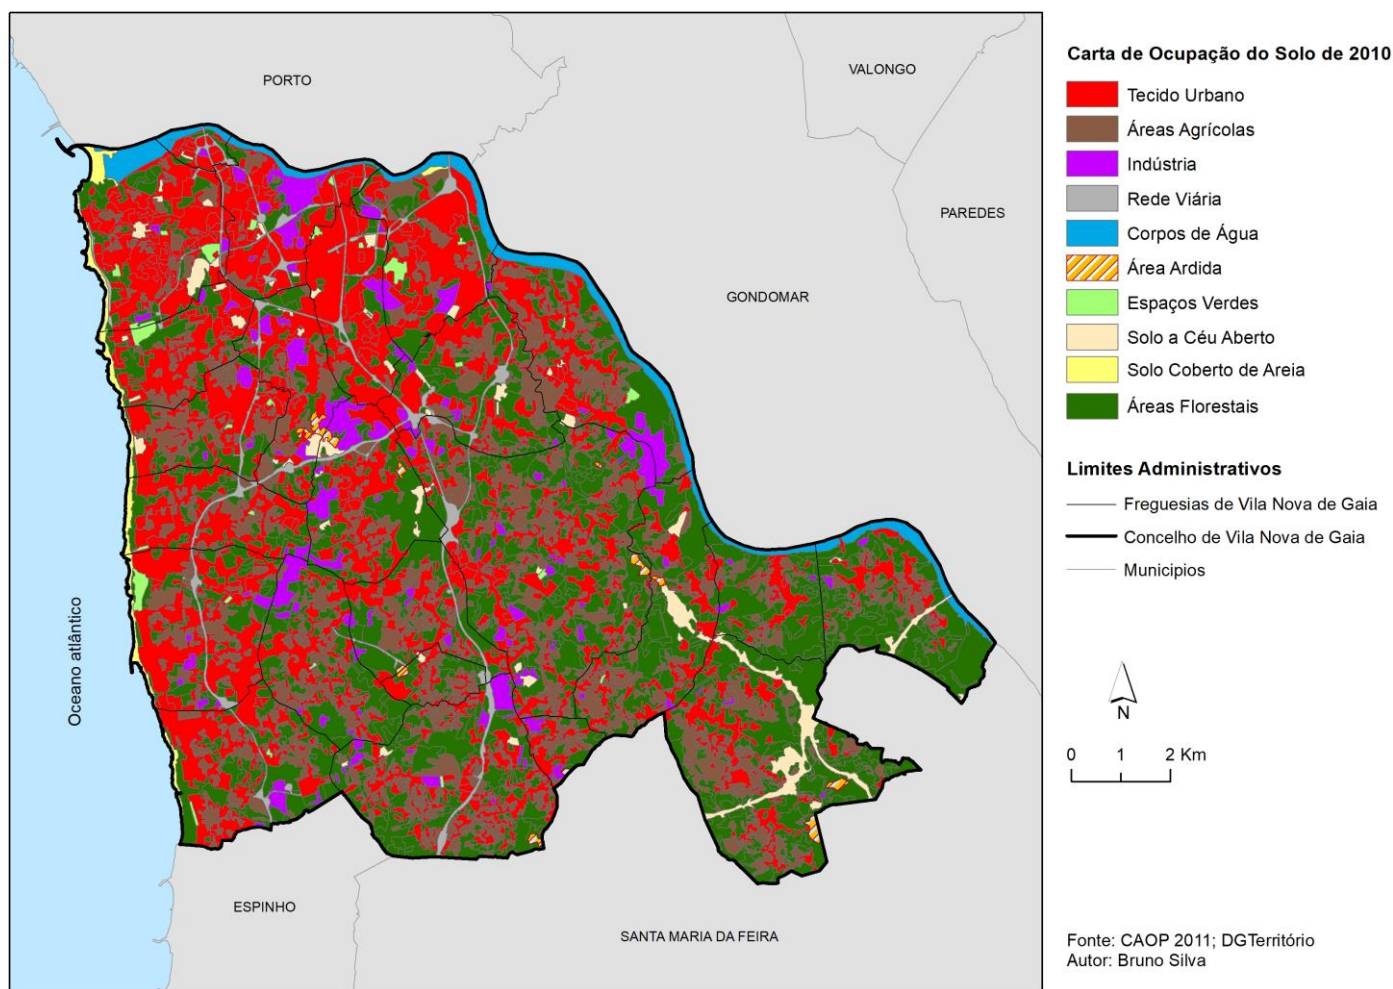 PORTO
VALONGO
PAREDES
GONDOMAR
Oceano atlântico
ESPINHO
SANTA MARIA DA FEIRA
Carta de Ocupação do Solo de 2010
Tecido Urbano
Áreas Agrícolas
Indústria
Rede Viária
Corpos de Água
Área Ardida
Espaços Verdes
Solo a Céu Aberto
Solo Coberto de Areia
Áreas Florestais
Limites Administrativos
Freguesias de Vila Nova de Gaia
Concelho de Vila Nova de Gaia
Municipios
N
0 1 2 Km
Fonte: CAOP 2011; DGTerritório
Autor: Bruno Silva